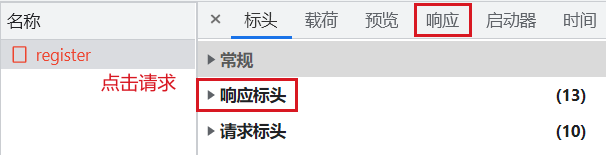 名称
× 标头 载荷 预览 响应 启动器 时间
register
点击请求
常规
响应标头 (13)
请求标头 (10)